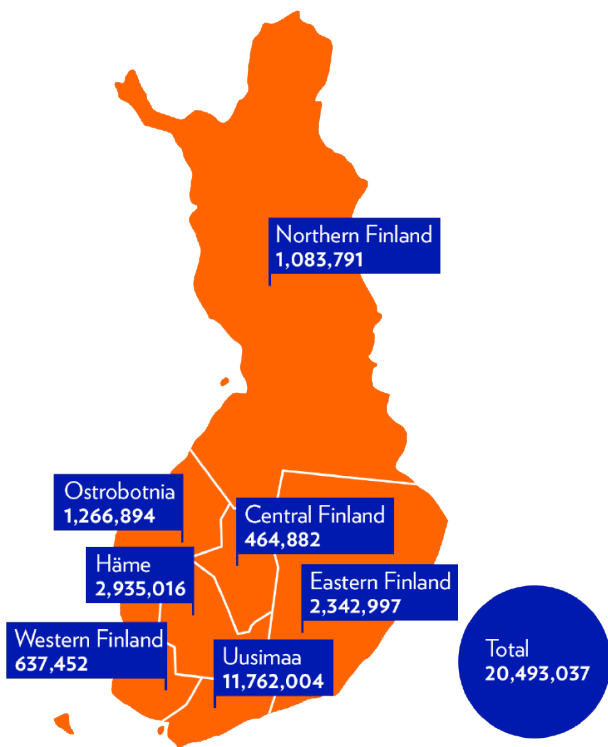 Northern Finland
1,083,791
Ostrobotnia
1,266,894
Central Finland
464,882
Häme
2,935,016
Eastern Finland
2,342,997
Western Finland
637,452
Uusimaa
11,762,004
Total
20,493,037